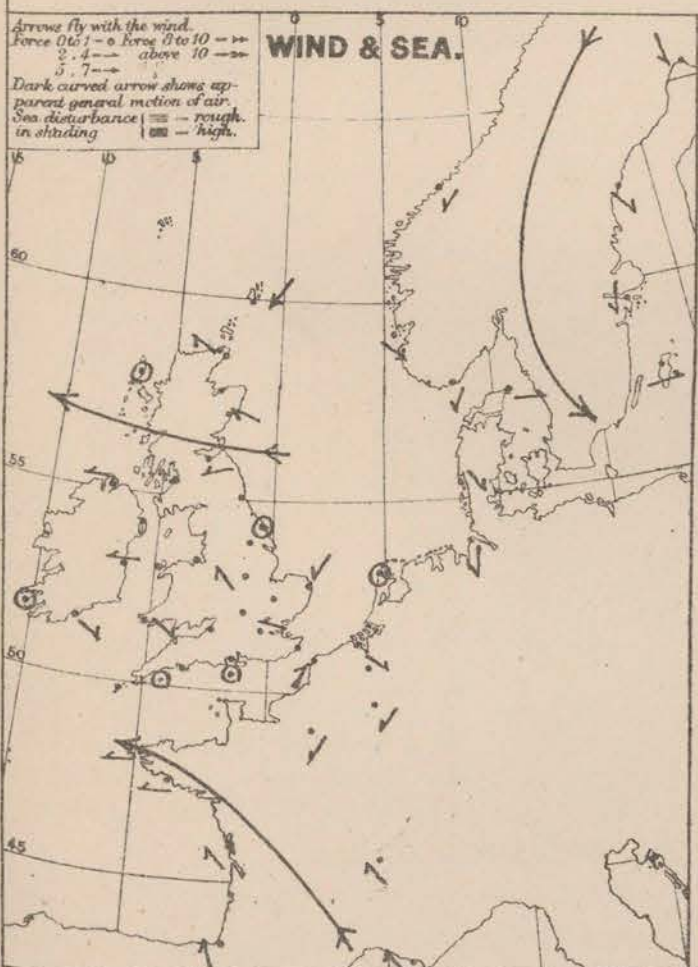 0 5 10
WIND & SEA.
Arrows fly with the wind.
Force 0 to 1 - o Force 8 to 10 -
2 . 4 - above 10 -
5 . 7 -
Dark curved arrow shows ap-
parent general motion of air.
Sea disturbance { - rough.
in shading - high.
15 10 5
60
55
50
45